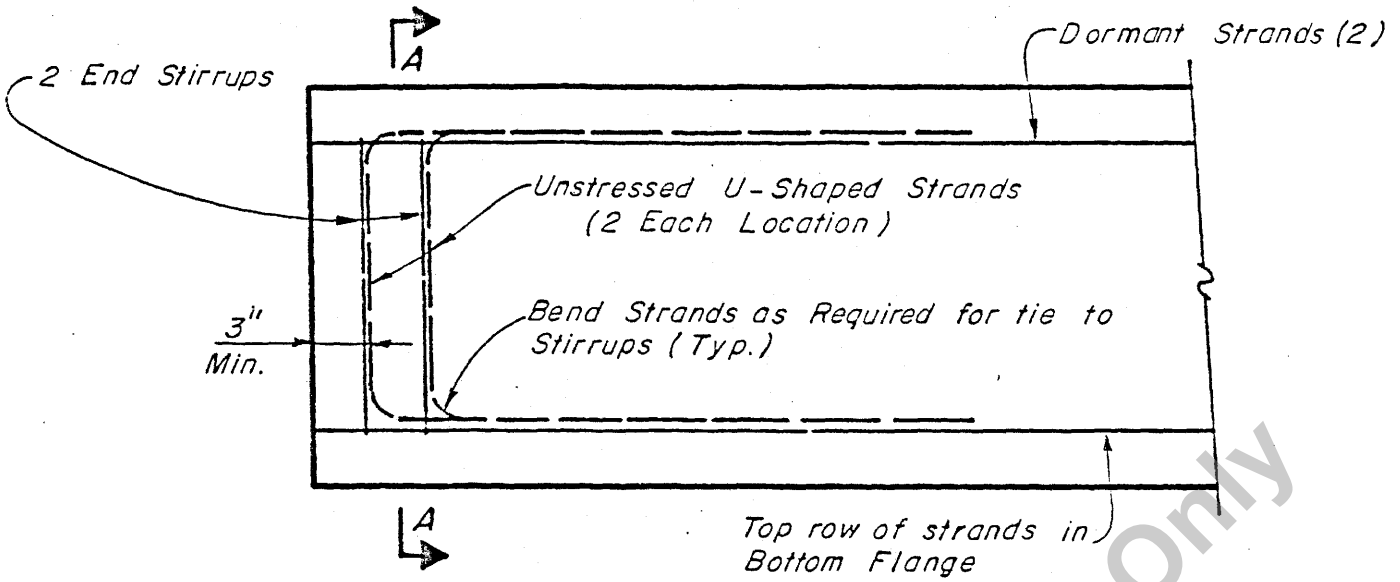 A
Dormant Strands (2)
2 End Stirrups
Unstressed U-Shaped Strands
(2 Each Location)
Bend Strands as Required for tie to
Stirrups (Typ.)
3"
Min.
A
Top row of strands in
Bottom Flange
Only